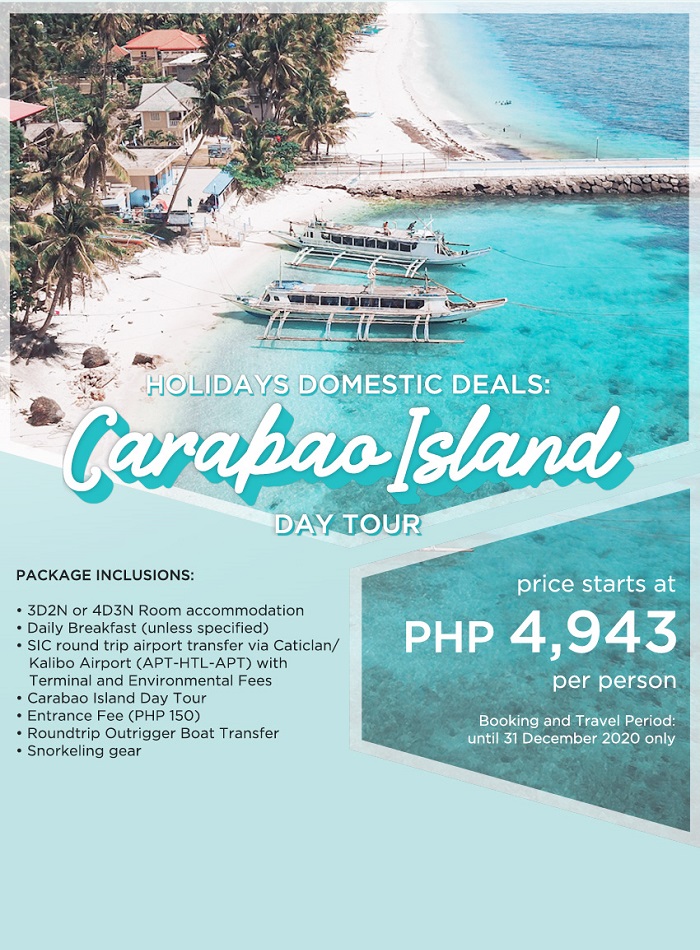 HOLIDAYS DOMESTIC DEALS:
Carabao Island
DAY TOUR
PACKAGE INCLUSIONS:
• 3D2N or 4D3N Room accommodation
• Daily Breakfast (unless specified)
• SIC round trip airport transfer via Caticlan/
Kalibo Airport (APT-HTL-APT) with
Terminal and Environmental Fees
• Carabao Island Day Tour
• Entrance Fee (PHP 150)
• Roundtrip Outrigger Boat Transfer
• Snorkeling gear
price starts at
PHP 4,943
per person
Booking and Travel Period:
until 31 December 2020 only